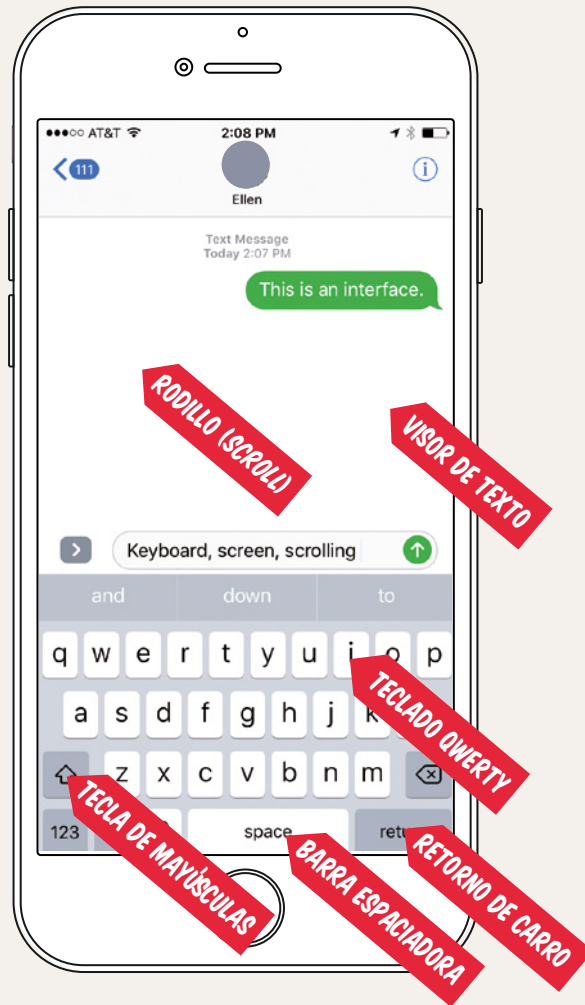 AT&T 2:08 PM
111
Ellen
Text Message
Today 2:07 PM
This is an interface.
RODILLO (SCROLL)
VISOR DE TEXTO
Keyboard, screen, scrolling
and down to
q w e r t y u i o p
TECLADO QWERTY
a s d f g h j k
z x c v b n m
TECLA DE MAYÚSCULAS
123 space
BARRA ESPACIADORA
RETORNO DE CARRO